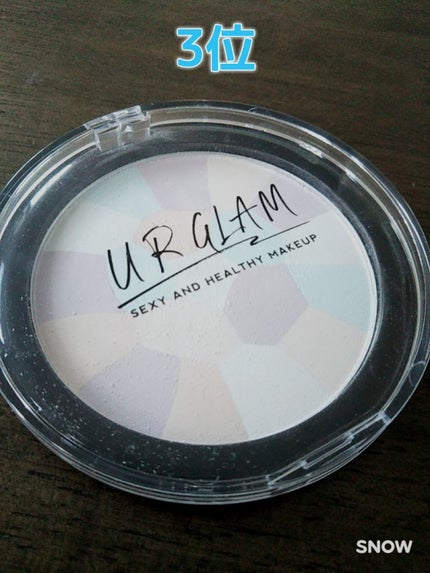 3位
UR GLAM
SEXY AND HEALTHY MAKEUP
SNOW